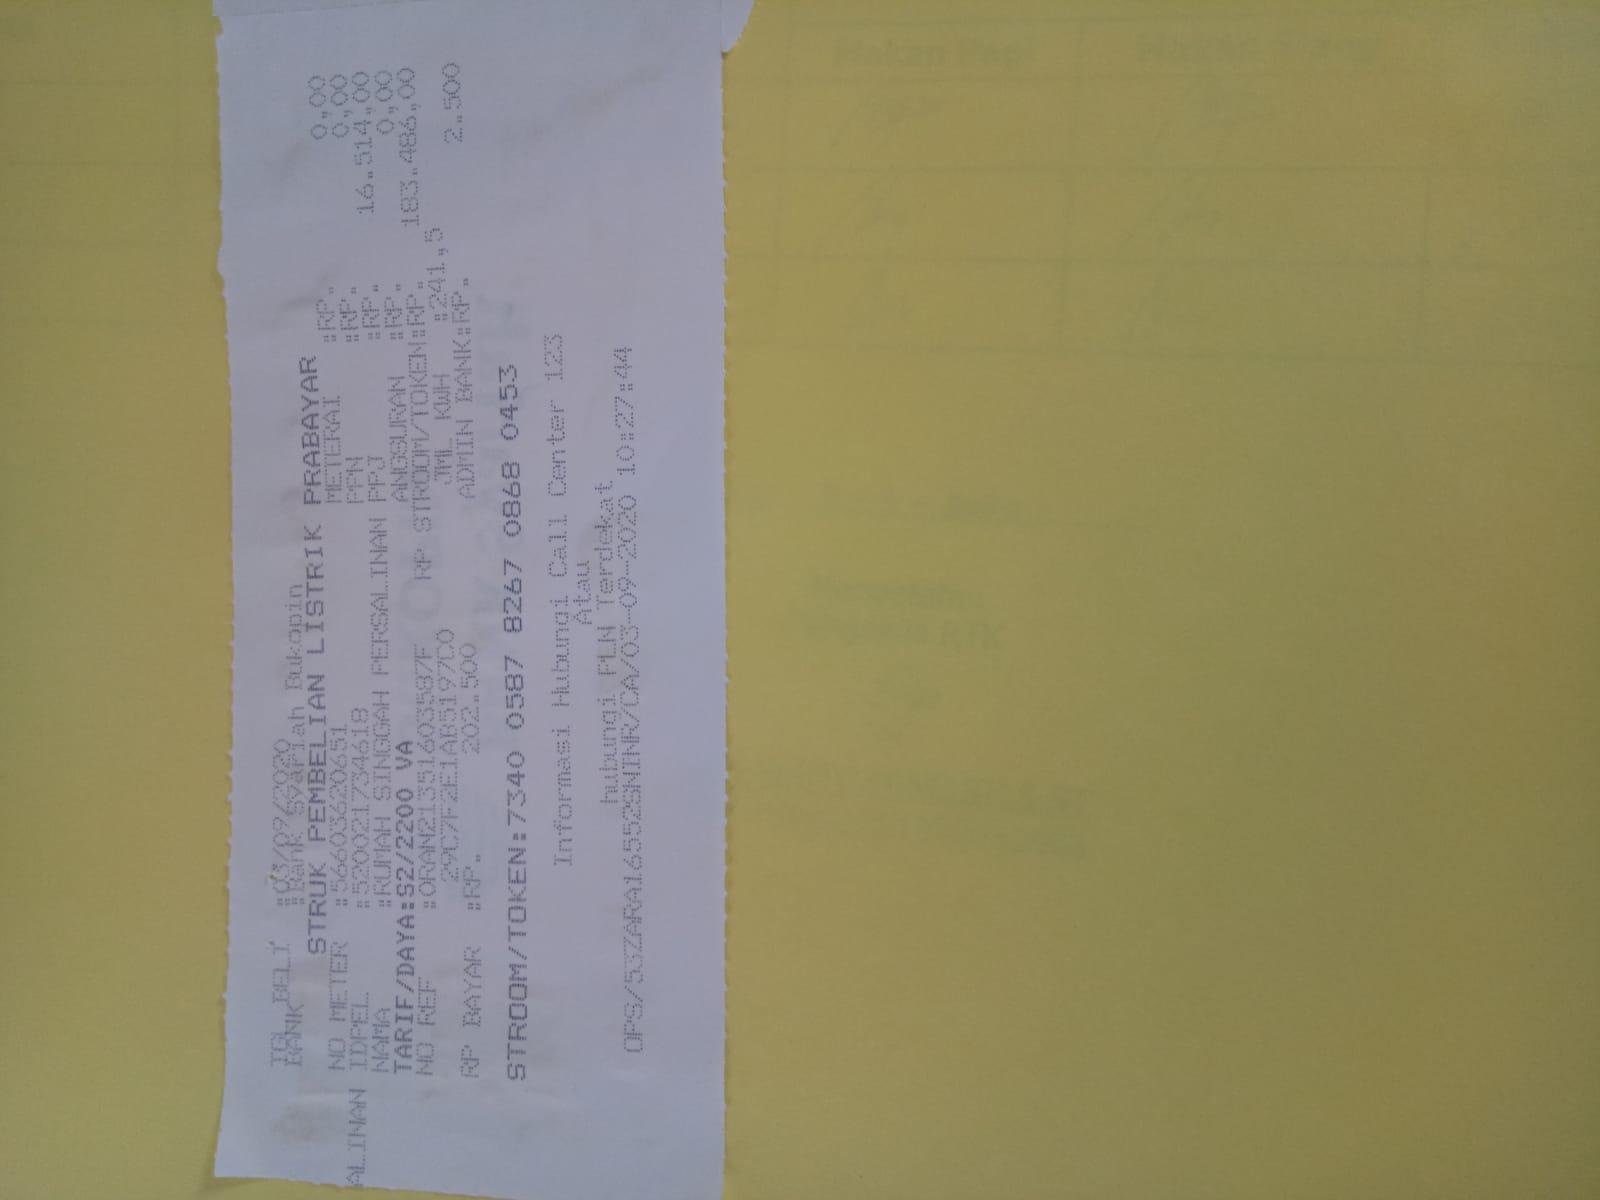 TGL BELI :03/09/2020
BANK :Bank Syariah Bukopin
STRUK PEMBELIAN LISTRIK PRABAYAR
NO METER :56603620651 METERAI :RP. 0,00
IDPEL :520021734618 PPN :RP. 0,00
NAMA :RUMAH SINGGAH PERSALINAN PPJ :RP. 16.514,00
ALINAN
TARIF/DAYA:S2/2200 VA ANGSURAN :RP. 0,00
NO REF :0RAN21351603587F RP STROOM/TOKEN:RP. 183.486,00
29C7F2E1AB5197C0 JML KWH :241,5
RP BAYAR :RP. 202.500 ADMIN BANK:RP. 2.500
STROOM/TOKEN:7340 0587 8267 0868 0453
Informasi Hubungi Call Center 123
Atau
hubungi PLN Terdekat
OPS/53ZARA16552SNINR/CA/03-09-2020 10:27:44
Makan Pagi